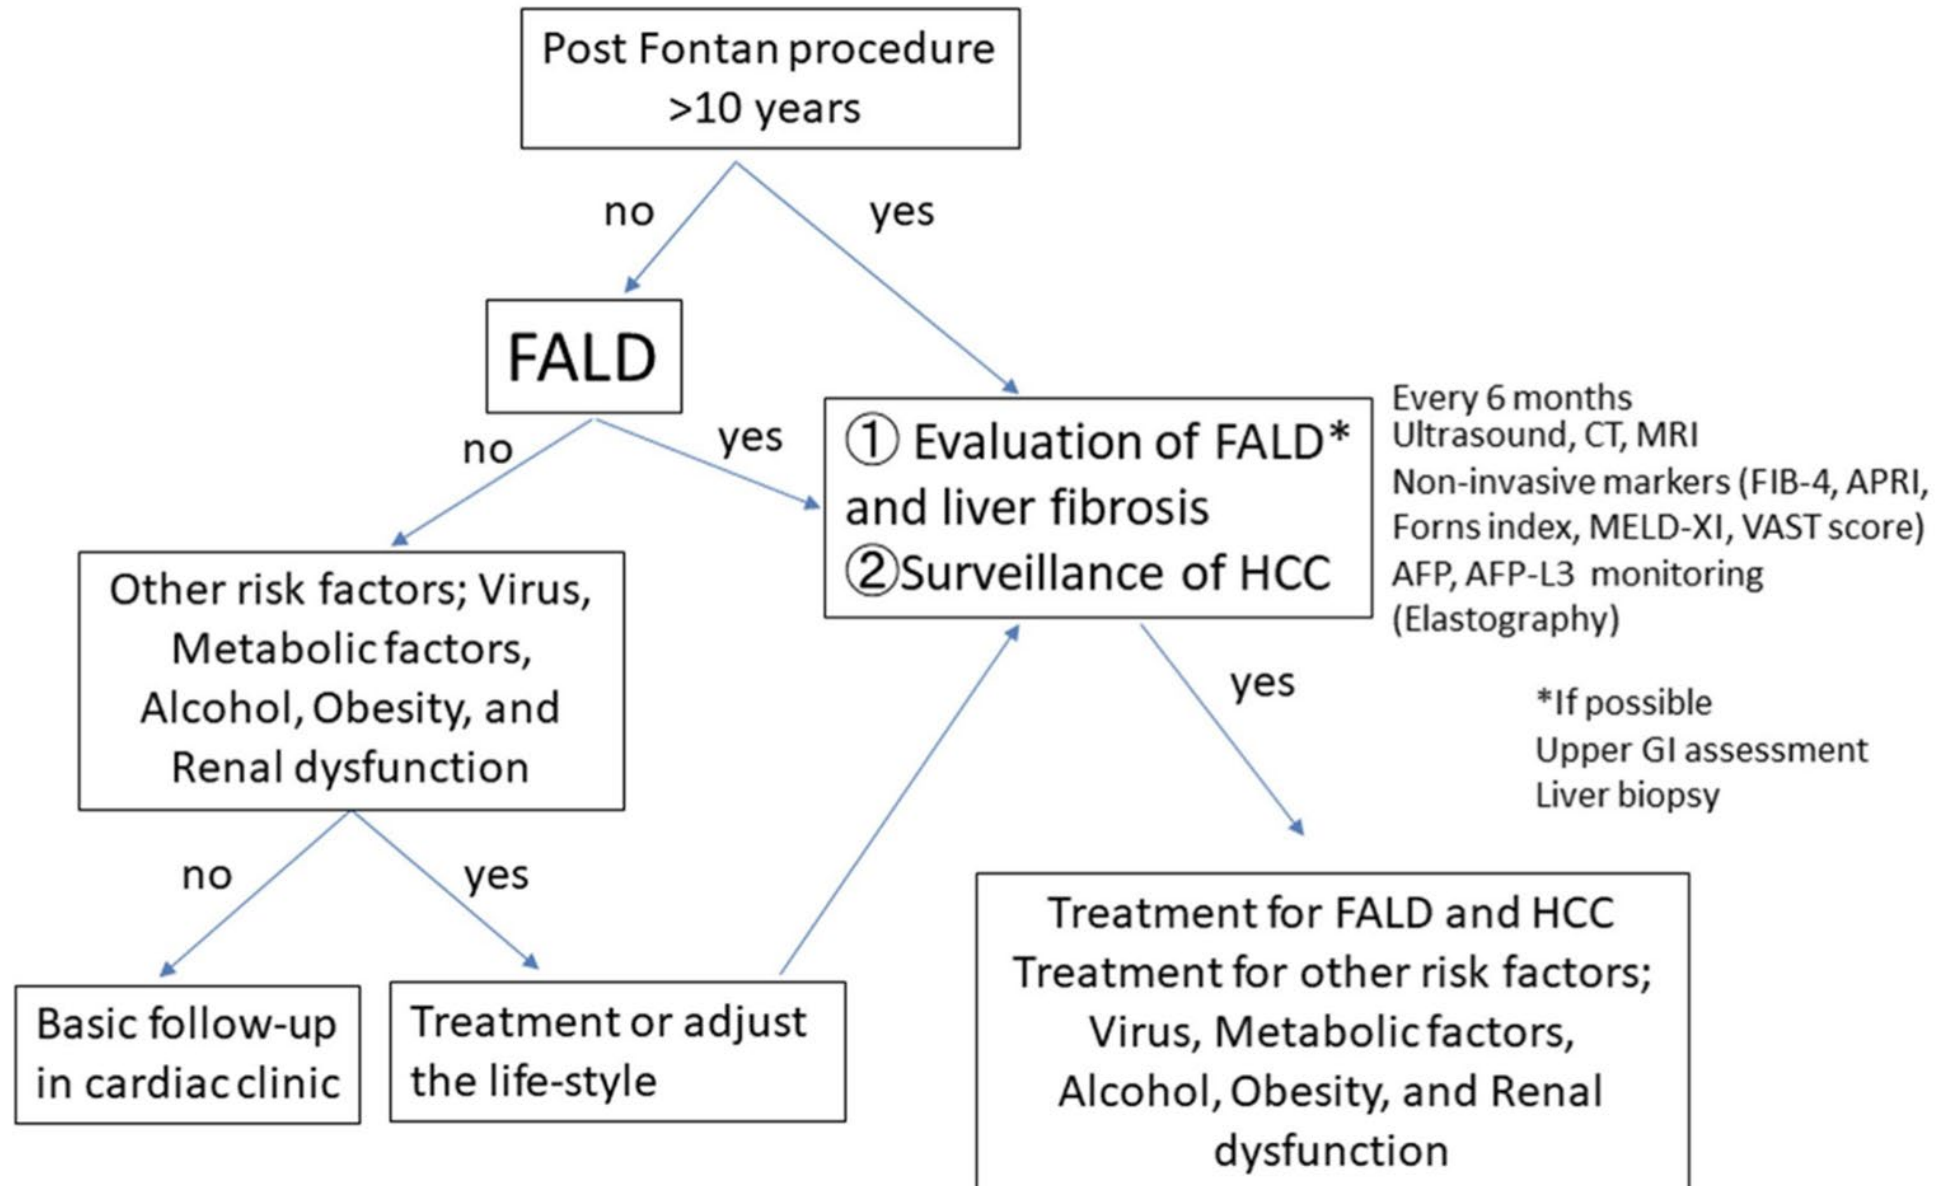 Post Fontan procedure
>10 years
no
yes
FALD
no
yes
① Evaluation of FALD*
and liver fibrosis
②Surveillance of HCC
Every 6 months
Ultrasound, CT, MRI
Non-invasive markers (FIB-4, APRI,
Forns index, MELD-XI, VAST score)
AFP, AFP-L3 monitoring
(Elastography)
Other risk factors; Virus,
Metabolic factors,
Alcohol, Obesity, and
Renal dysfunction
yes
*If possible
Upper GI assessment
Liver biopsy
no
yes
Basic follow-up
in cardiac clinic
Treatment or adjust
the life-style
Treatment for FALD and HCC
Treatment for other risk factors;
Virus, Metabolic factors,
Alcohol, Obesity, and Renal
dysfunction